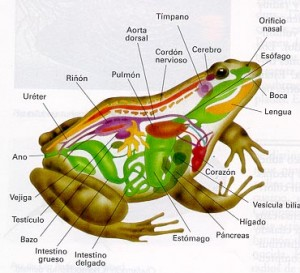 Tímpano
Orificio
nasal
Aorta
dorsal
Cordón
nervioso
Cerebro
Esófago
Pulmón
Riñón
Boca
Uréter
Lengua
Ano
Corazón
Vejiga
Vesícula bilia
Testículo
Hígado
Bazo
Páncreas
Intestino
grueso
Intestino
delgado
Estómago